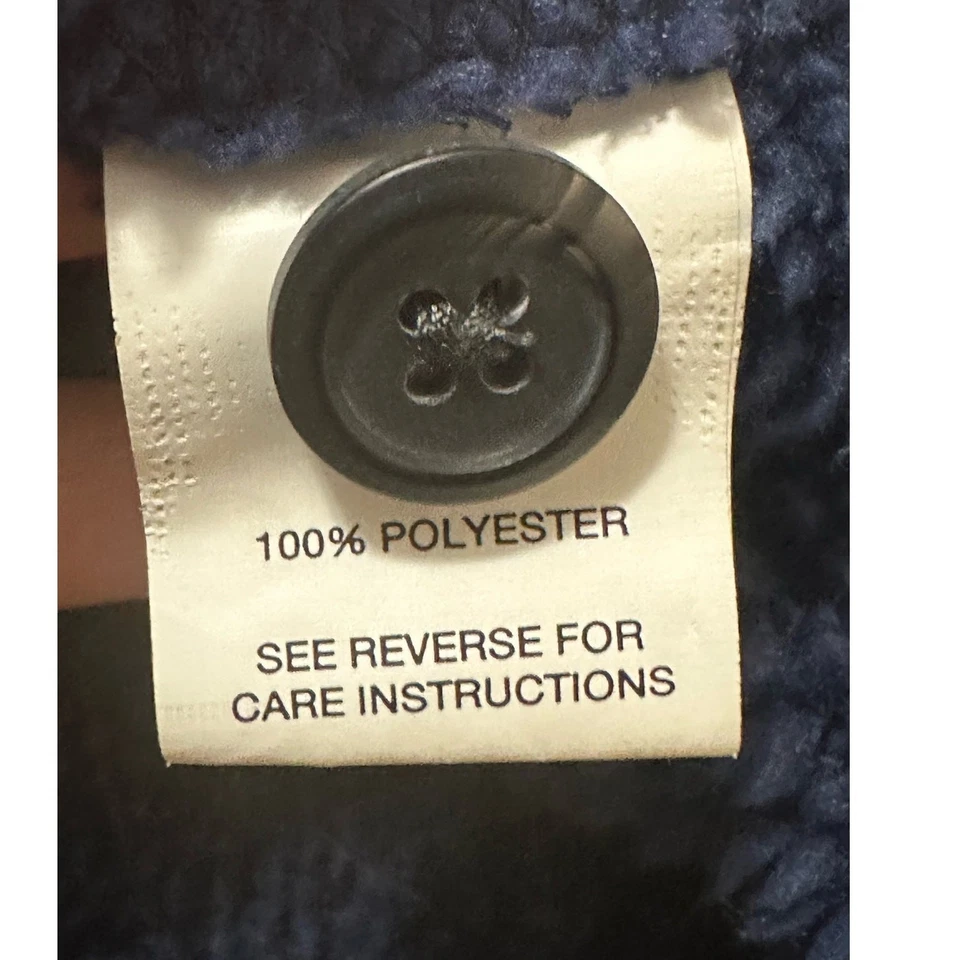 100% POLYESTER
SEE REVERSE FOR
CARE INSTRUCTIONS